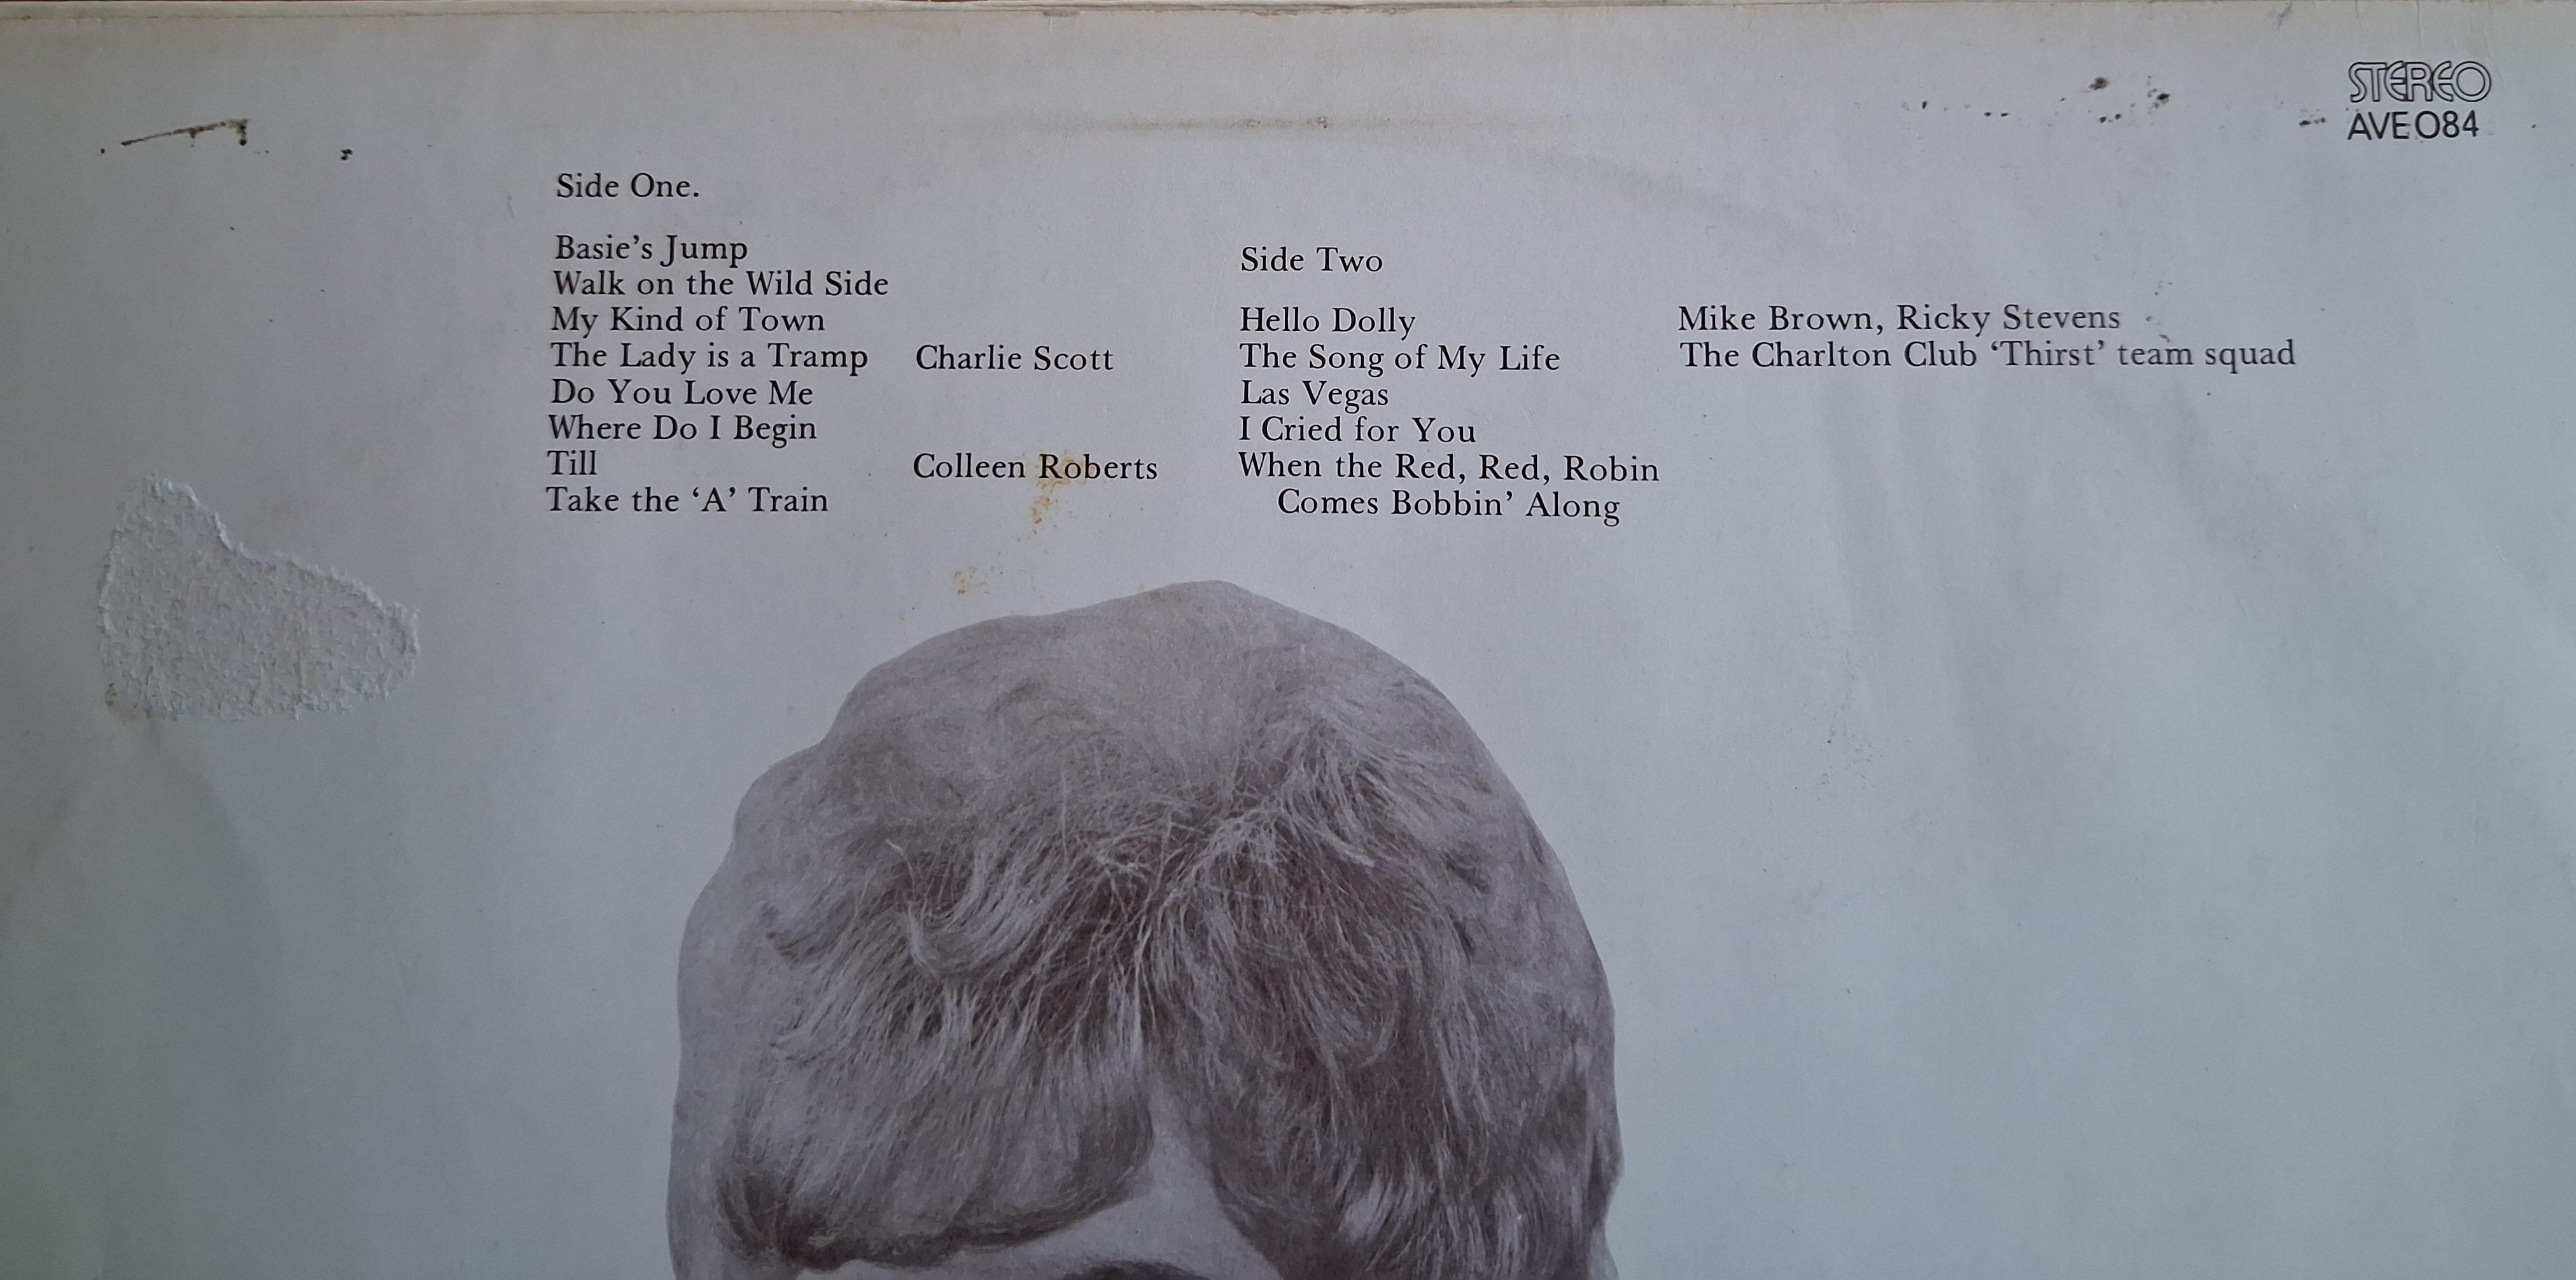 STEREO
AVE 084
Side One.
Basie's Jump
Walk on the Wild Side
My Kind of Town
The Lady is a Tramp Charlie Scott
Do You Love Me
Where Do I Begin
Till Colleen Roberts
Take the ‘A’ Train
Side Two
Hello Dolly Mike Brown, Ricky Stevens
The Song of My Life The Charlton Club ‘Thirst’ team squad
Las Vegas
I Cried for You
When the Red, Red, Robin
Comes Bobbin’ Along